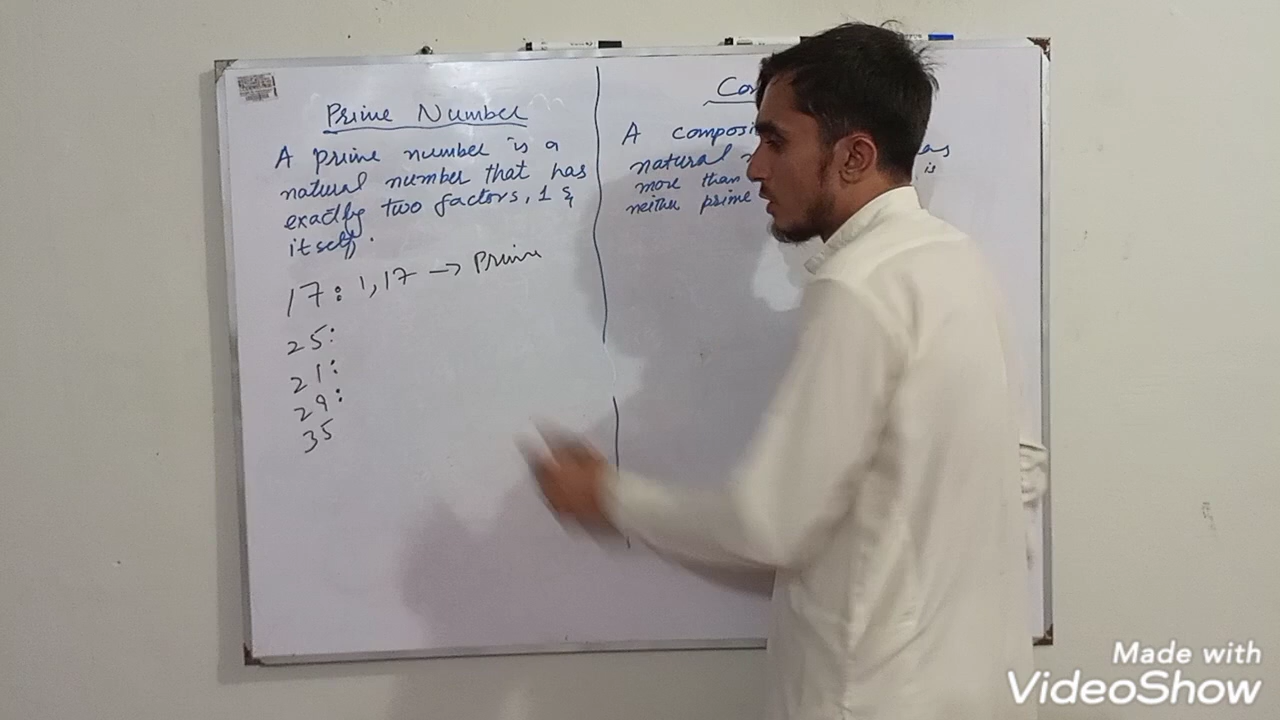 Prime Number
A prime number is a
natural number that has
exactly two factors, 1 &
itself.
17: 1,17 → Prime
25:
21:
29:
35
A
natural
more than is
neither prime
Made with
VideoShow